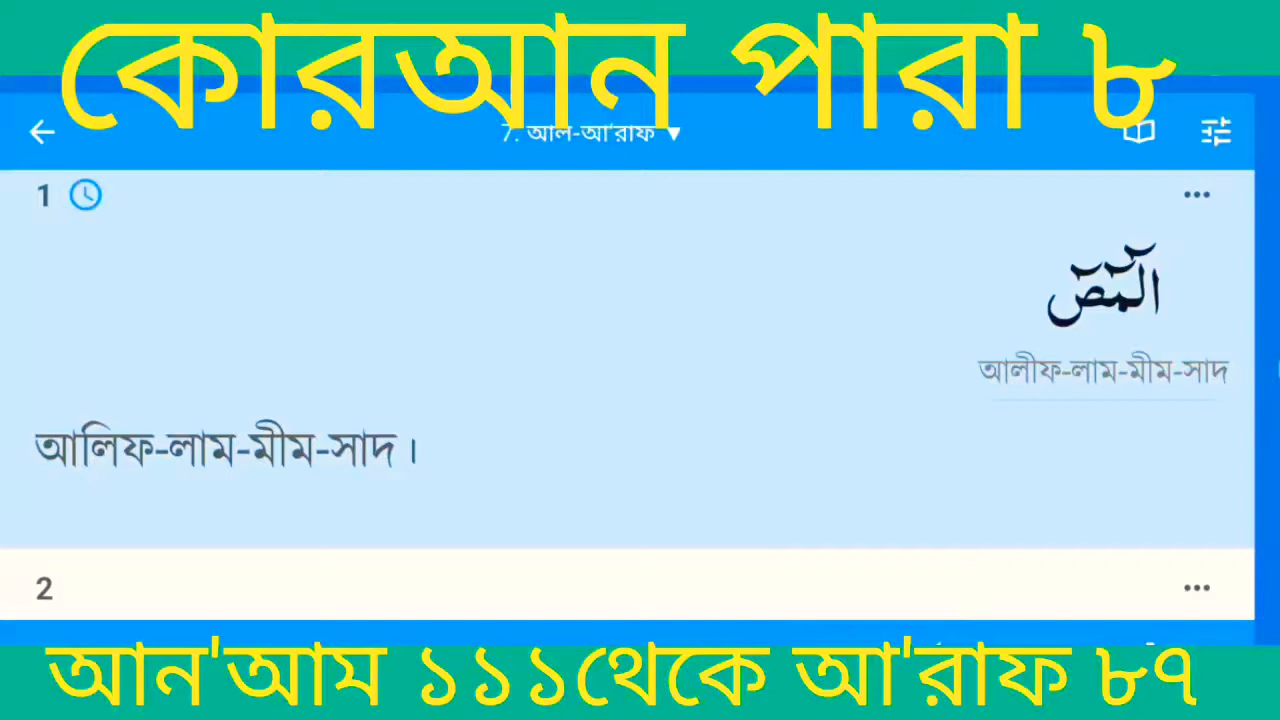 কোরআন পারা ৮
7. আল-আ'রাফ ▼
1
الٓمٓصٓ
আলীফ-লাম-মীম-সাদ
আলিফ-লাম-মীম-সাদ।
2
আন'আম ১১১থেকে আ'রাফ ৮৭